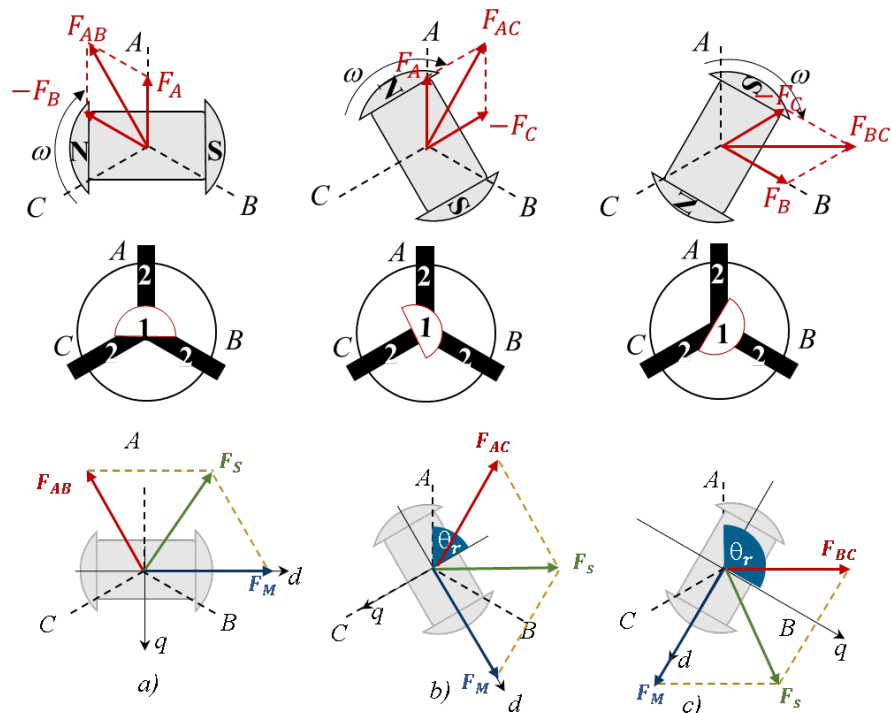 F_AB A F_A −F_B ω N S C B
F_AC A F_A ω N −F_C S C B
A S ω −F_C F_BC N F_B C B
A 2 1 C 2 2 B
A 2 1 C 2 2 B
A 2 1 C 2 2 B
A F_AB F_S F_M d C B q
a)
F_AC A θ_r F_s C q B F_M d
b)
A θ_r F_BC C B q d F_M F_s
c)